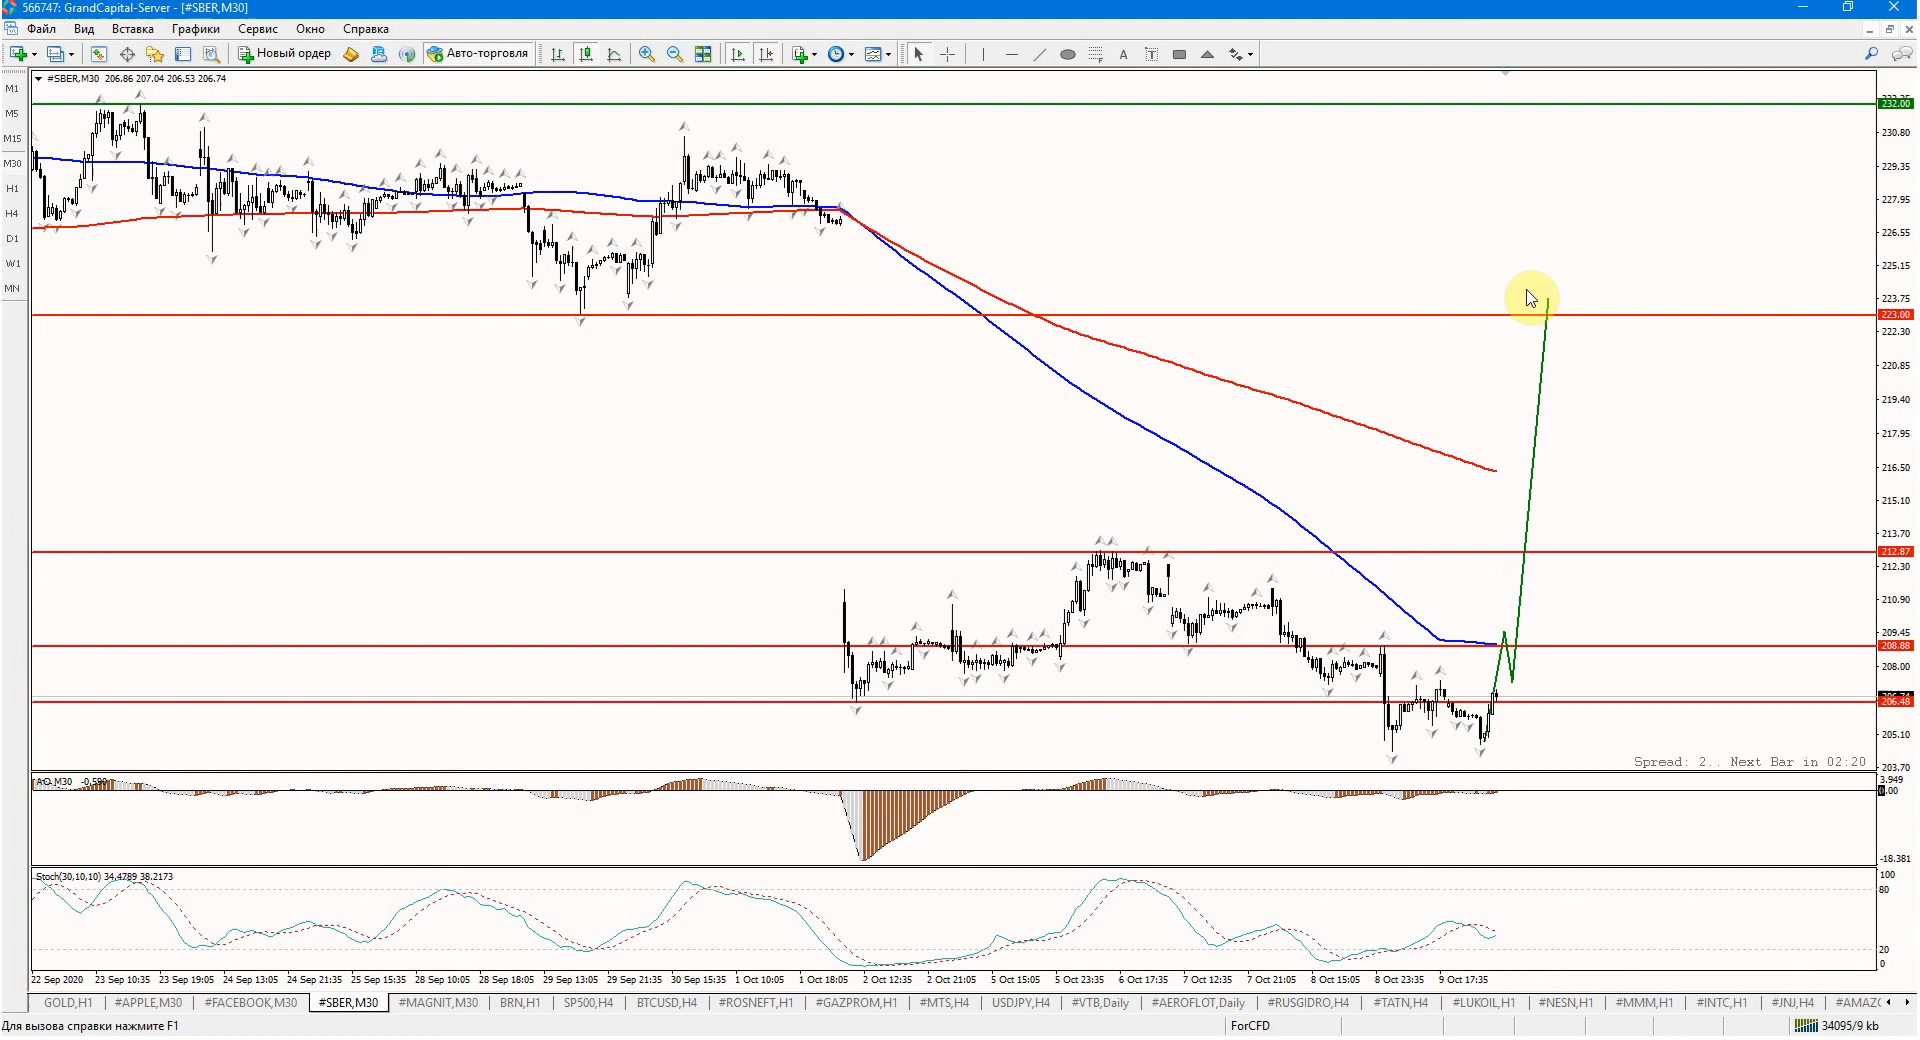 566747: GrandCapital-Server - [#SBER,M30]
Файл Вид Вставка Графики Сервис Окно Справка
Новый ордер Авто-торговля
M1
M5
M15
M30
H1
H4
D1
W1
MN
#SBER,M30 206.86 207.04 206.53 206.74
232.00
230.80
229.35
227.95
226.55
225.15
223.75
223.00
222.30
220.85
219.40
217.95
216.50
215.10
213.70
212.87
212.30
210.90
209.45
208.88
208.00
206.48
205.10
203.70
Spread: 2.. Next Bar in 02:20
AO,M30 -0,590
3.949
0.00
-18.381
Stoch(30,10,10) 34.4789 38.2173
100
80
20
0
22 Sep 2020 23 Sep 10:35 23 Sep 19:05 24 Sep 13:05 24 Sep 21:35 25 Sep 15:35 28 Sep 10:05 28 Sep 18:05 29 Sep 13:05 29 Sep 21:35 30 Sep 15:35 1 Oct 10:05 1 Oct 18:05 2 Oct 12:35 2 Oct 21:05 5 Oct 15:05 5 Oct 23:35 6 Oct 17:35 7 Oct 12:35 7 Oct 21:05 8 Oct 15:05 8 Oct 23:35 9 Oct 17:35
GOLD,H1 #APPLE,M30 #FACEBOOK,M30 #SBER,M30 #MAGNIT,M30 BRN,H1 SP500,H4 BTCUSD,H4 #ROSNEFT,H1 #GAZPROM,H1 #MTS,H4 USDJPY,H4 #VTB,Daily #AEROFLOT,Daily #RUSGIDRO,H4 #TATN,H4 #LUKOIL,H1 #NESN,H1 #MMM,H1 #INTC,H1 #JNJ,H4 #AMAZ
Для вызова справки нажмите F1 ForCFD 34095/9 kb